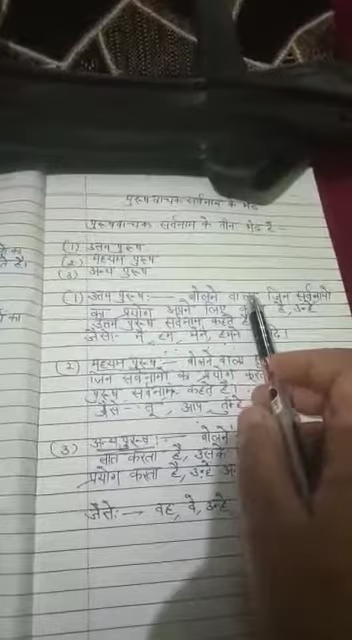 पुरुषवाचक सर्वनाम के भेद
पुरुषवाचक सर्वनाम के तीन भेद हैं
(1) उत्तम पुरुष
(2) मध्यम पुरुष
(3) अन्य पुरुष
(1) उत्तम पुरुष :— बोलने वाला जिन सर्वनामो
का प्रयोग अपने लिए है, उन्हे
उत्तम पुरुष सर्वनाम कहते
जैसे:- मैं, हम, मैंने, हमने
(2) मध्यम पुरुष :— बोलने वाला
जिन सर्वनामो का प्रयोग करता
पुरुष सर्वनाम कहते है।
जैसे - तू, आप, तुम्हे
(3) अन्य पुरुष :— बोलने
बात करता है, उसके
प्रयोग करता है, उन्हे अ
जैसे:→ वह, वे, उन्हे